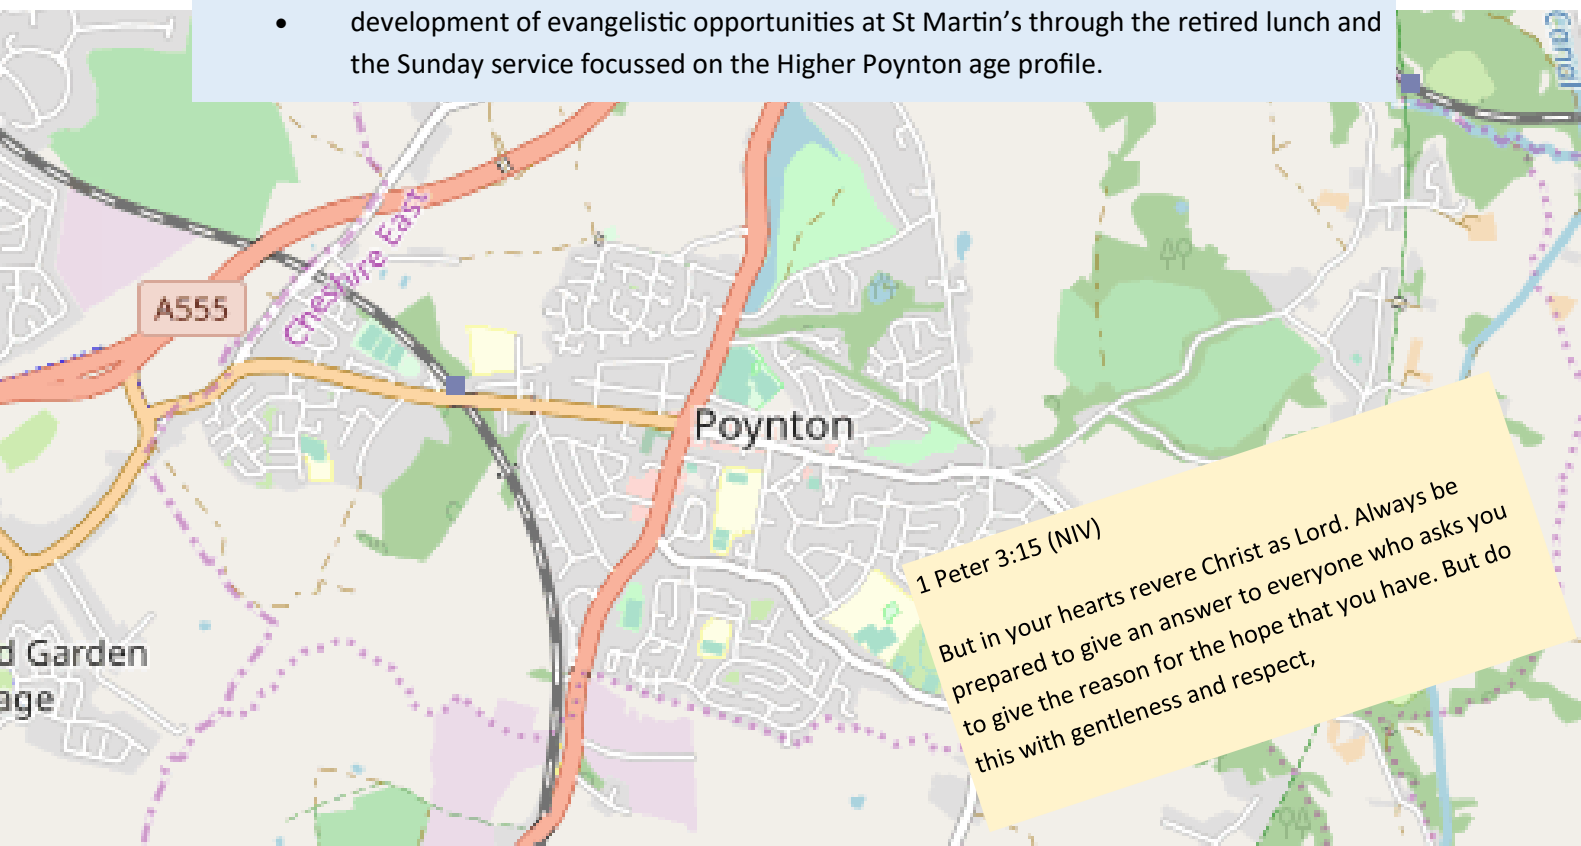 • development of evangelistic opportunities at St Martin’s through the retired lunch and
the Sunday service focussed on the Higher Poynton age profile.
Canal
Cheshire East
A555
Poynton
1 Peter 3:15 (NIV)
But in your hearts revere Christ as Lord. Always be
prepared to give an answer to everyone who asks you
to give the reason for the hope that you have. But do
this with gentleness and respect,
d Garden
age